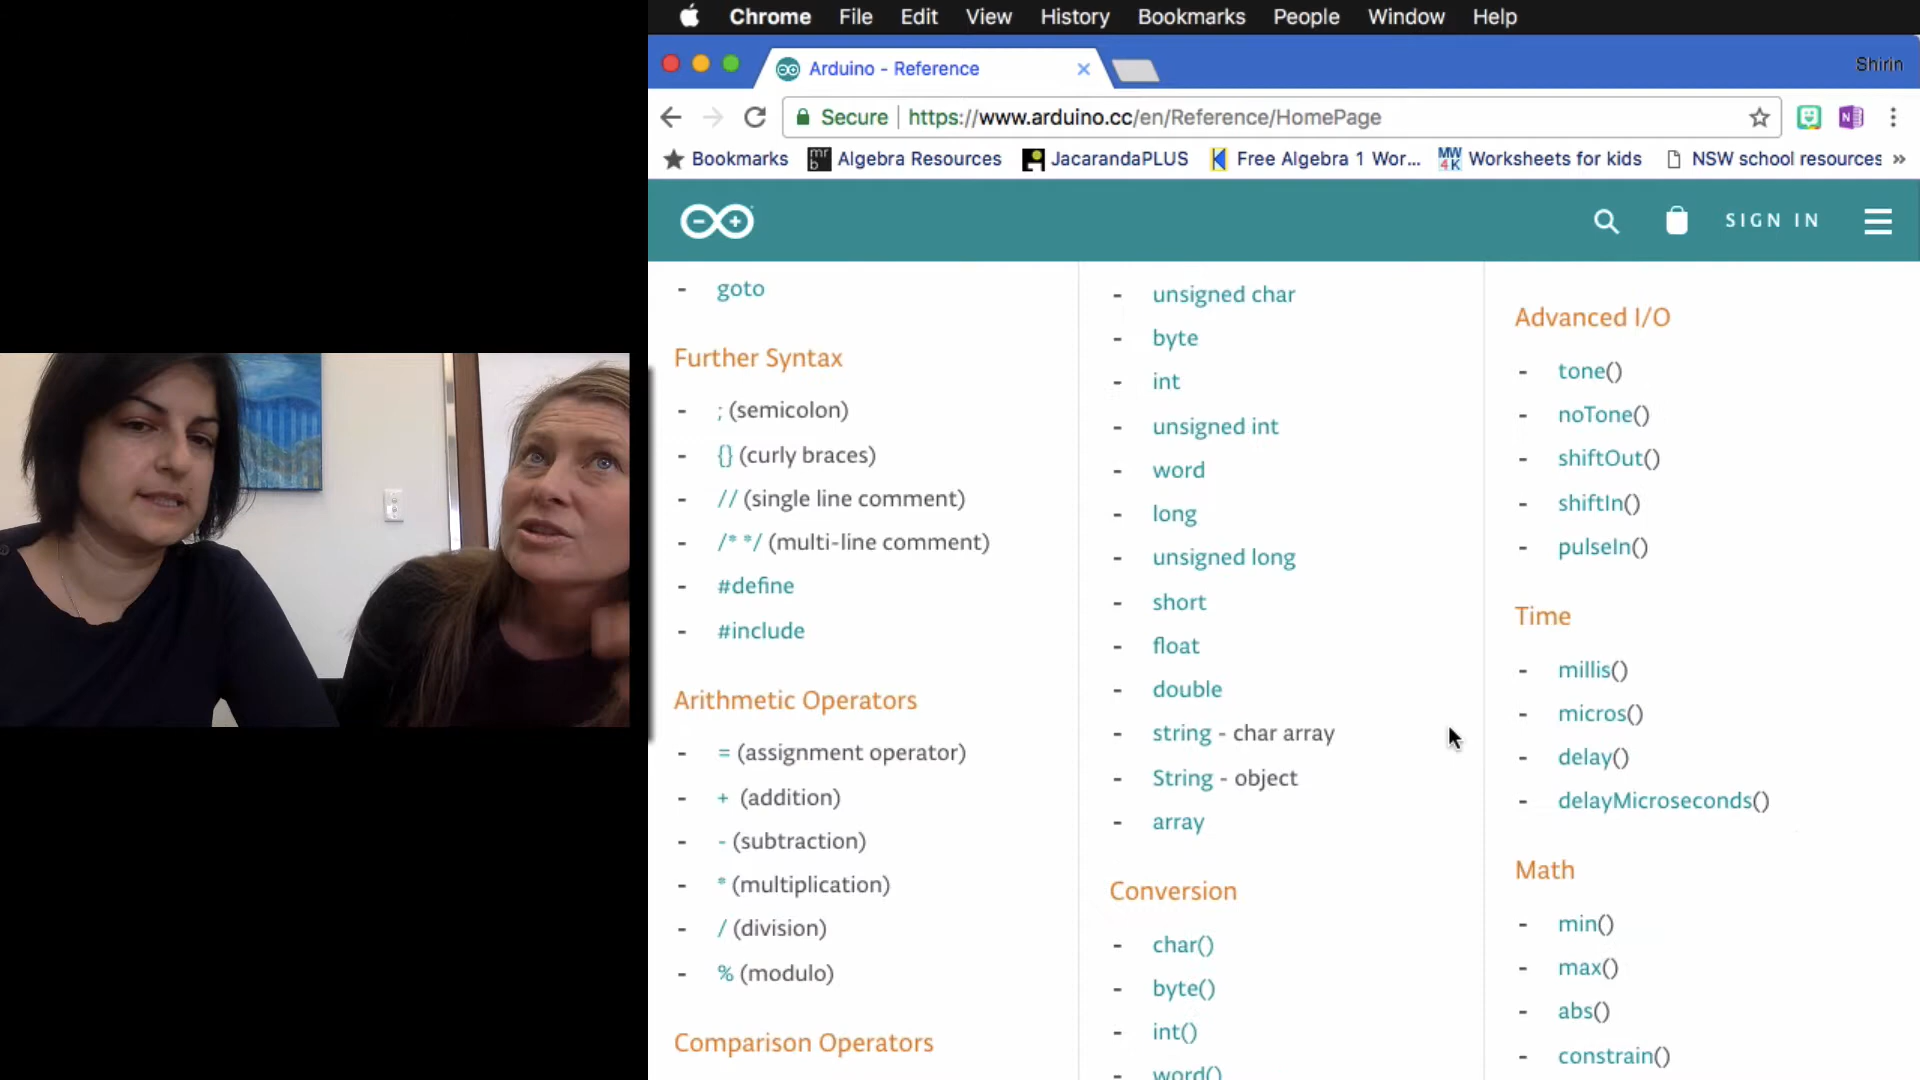 Chrome File Edit View History Bookmarks People Window Help
Arduino - Reference
Shirin
Secure https://www.arduino.cc/en/Reference/HomePage
Bookmarks Algebra Resources JacarandaPLUS Free Algebra 1 Wor... Worksheets for kids NSW school resources »
SIGN IN
- goto
Further Syntax
- ; (semicolon)
- {} (curly braces)
- // (single line comment)
- /* */ (multi-line comment)
- #define
- #include
Arithmetic Operators
- = (assignment operator)
- + (addition)
- - (subtraction)
- * (multiplication)
- / (division)
- % (modulo)
Comparison Operators
- unsigned char
- byte
- int
- unsigned int
- word
- long
- unsigned long
- short
- float
- double
- string - char array
- String - object
- array
Conversion
- char()
- byte()
- int()
- word()
Advanced I/O
- tone()
- noTone()
- shiftOut()
- shiftIn()
- pulseIn()
Time
- millis()
- micros()
- delay()
- delayMicroseconds()
Math
- min()
- max()
- abs()
- constrain()